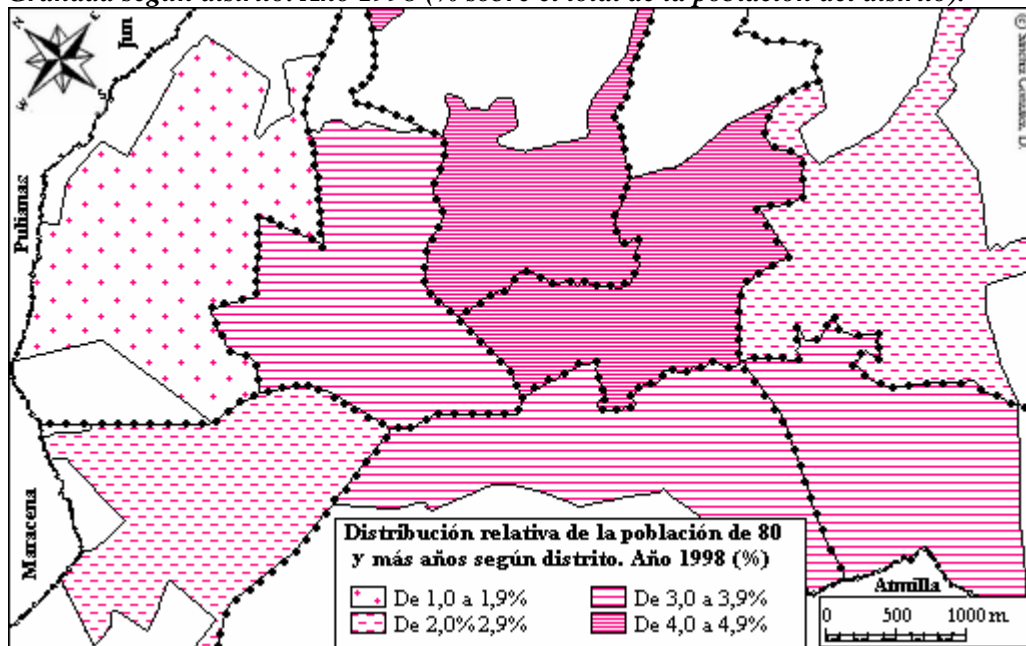 Granada según distrito. Año 1998 (% sobre el total de la población del distrito).
N
E
W
S
Jun
Pulianas
Maracena
Distribución relativa de la población de 80
y más años según distrito. Año 1998 (%)
De 1,0 a 1,9%
De 2,0%2,9%
De 3,0 a 3,9%
De 4,0 a 4,9%
Armilla
0 500 1000 m.
© Sánchez González, D.